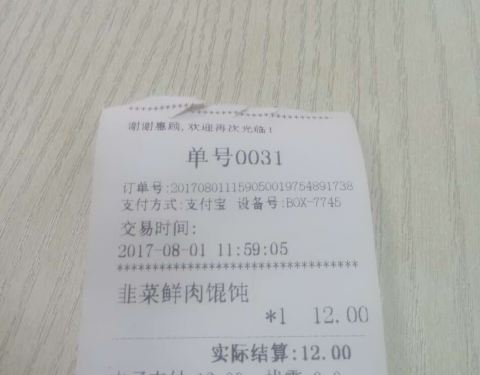 谢谢惠顾,欢迎再次光临!
单号0031
订单号:2017080111590500197548917​38
支付方式:支付宝 设备号:BOX-7745
交易时间:
2017-08-01 11:59:05
***********************************
韭菜鲜肉馄饨
*1 12.00
实际结算:12.00